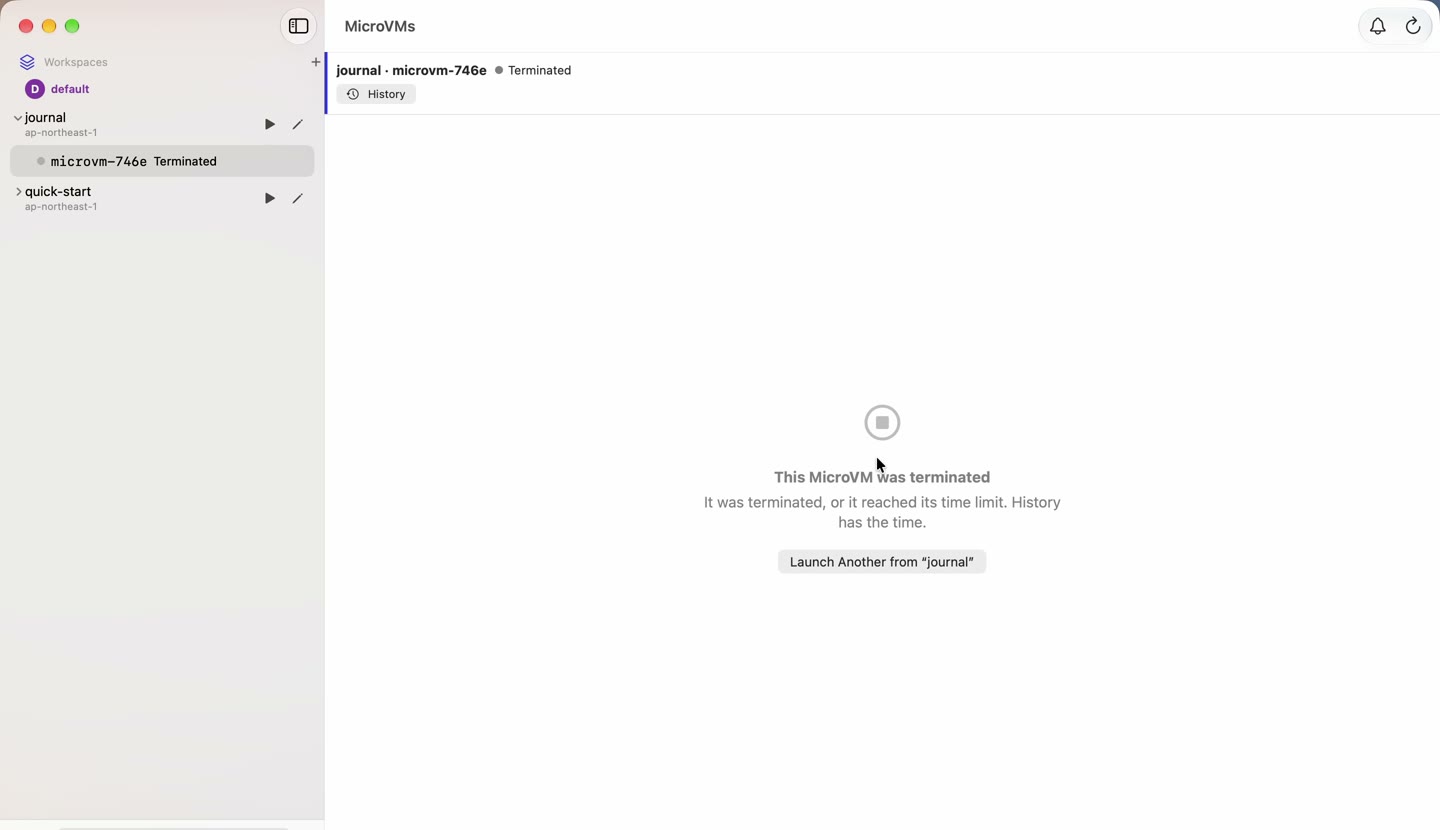 MicroVMs
Workspaces
D default
journal
ap-northeast-1
microvm-746e Terminated
quick-start
ap-northeast-1
journal · microvm-746e Terminated
History
This MicroVM was terminated
It was terminated, or it reached its time limit. History
has the time.
Launch Another from “journal”